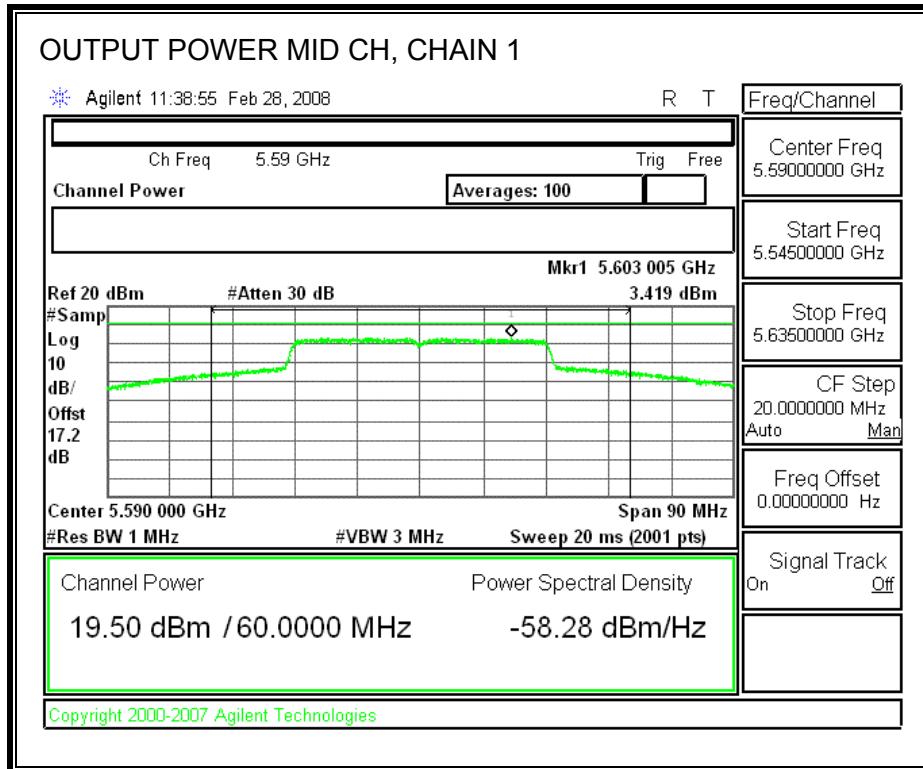 OUTPUT POWER MID CH, CHAIN 1
Agilent 11:38:55 Feb 28, 2008 R T
Freq/Channel
Ch Freq 5.59 GHz Trig Free
Channel Power Averages: 100
Mkr1 5.603 005 GHz
Ref 20 dBm #Atten 30 dB 3.419 dBm
#Samp
Log
10
dB/
Offst
17.2
dB
1
Center 5.590 000 GHz Span 90 MHz
#Res BW 1 MHz #VBW 3 MHz Sweep 20 ms (2001 pts)
Channel Power Power Spectral Density
19.50 dBm / 60.0000 MHz -58.28 dBm/Hz
Center Freq
5.59000000 GHz
Start Freq
5.54500000 GHz
Stop Freq
5.63500000 GHz
CF Step
20.0000000 MHz
Auto Man
Freq Offset
0.00000000 Hz
Signal Track
On Off
Copyright 2000-2007 Agilent Technologies